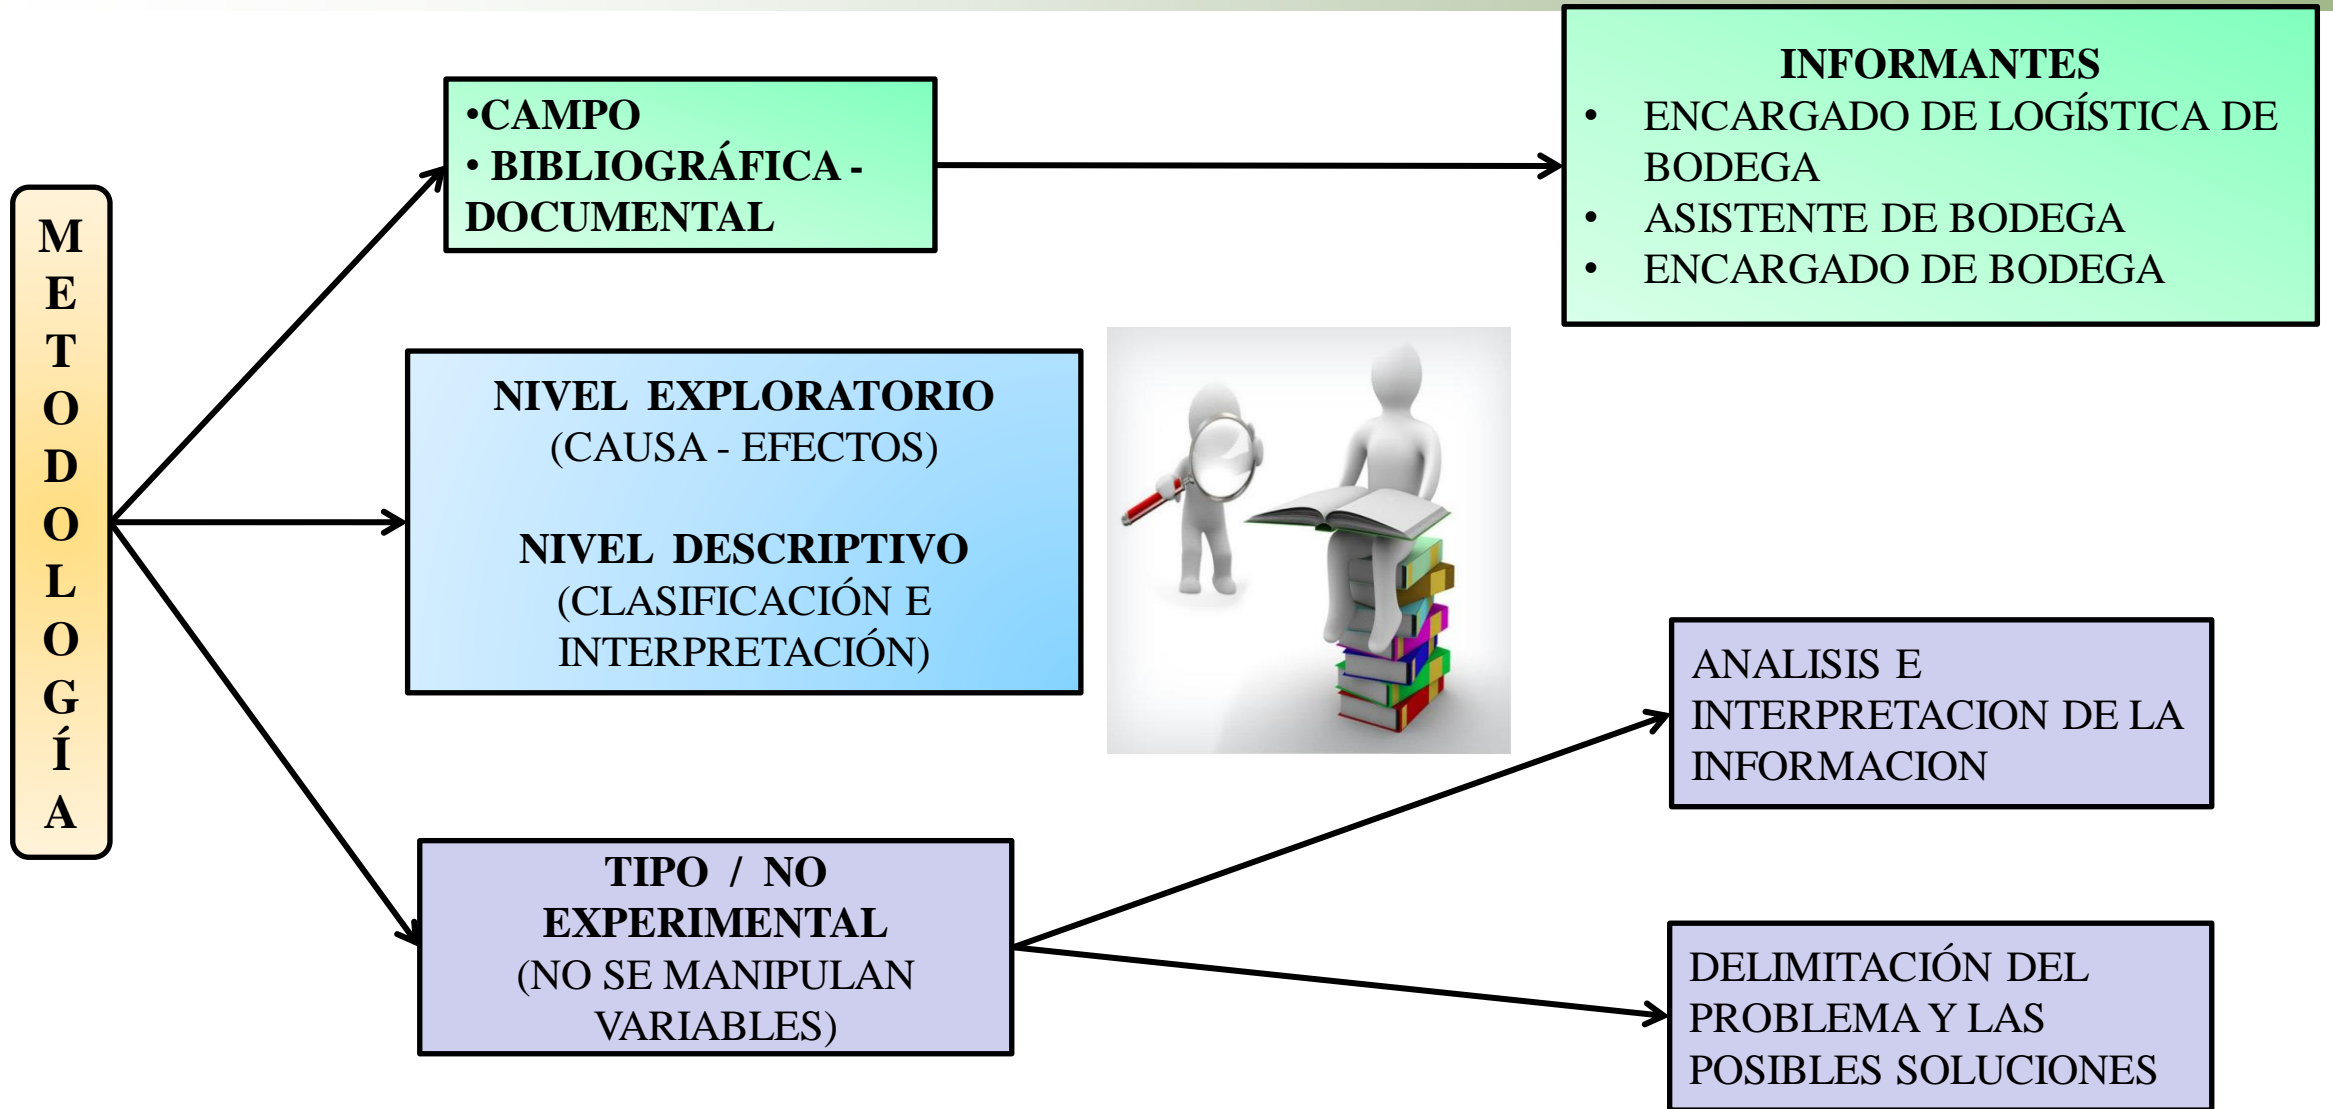 M
E
T
O
D
O
L
O
G
Í
A
•CAMPO
• BIBLIOGRÁFICA -
DOCUMENTAL
INFORMANTES
• ENCARGADO DE LOGÍSTICA DE
BODEGA
• ASISTENTE DE BODEGA
• ENCARGADO DE BODEGA
NIVEL EXPLORATORIO
(CAUSA - EFECTOS)
NIVEL DESCRIPTIVO
(CLASIFICACIÓN E
INTERPRETACIÓN)
TIPO / NO
EXPERIMENTAL
(NO SE MANIPULAN
VARIABLES)
ANALISIS E
INTERPRETACION DE LA
INFORMACION
DELIMITACIÓN DEL
PROBLEMA Y LAS
POSIBLES SOLUCIONES